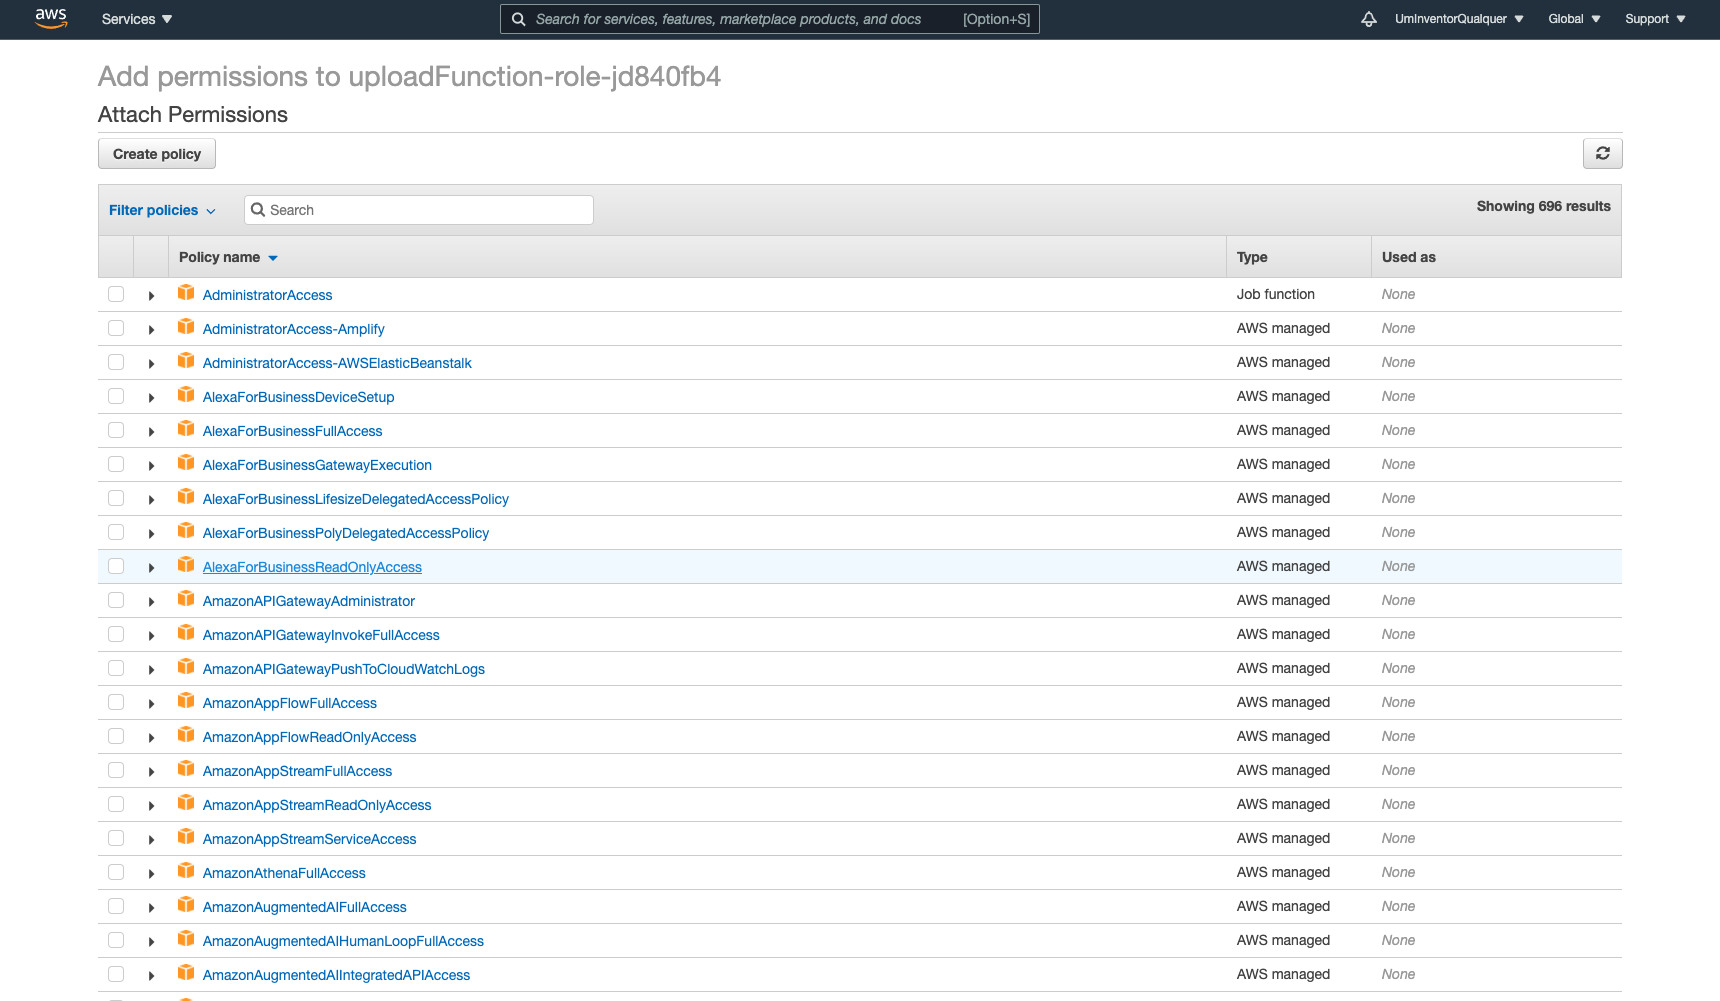 aws Services Search for services, features, marketplace products, and docs [Option+S] UmInventorQualquer Global Support
Add permissions to uploadFunction-role-jd840fb4
Attach Permissions
Create policy
Filter policies Search Showing 696 results
Policy name Type Used as
AdministratorAccess Job function None
AdministratorAccess-Amplify AWS managed None
AdministratorAccess-AWSElasticBeanstalk AWS managed None
AlexaForBusinessDeviceSetup AWS managed None
AlexaForBusinessFullAccess AWS managed None
AlexaForBusinessGatewayExecution AWS managed None
AlexaForBusinessLifesizeDelegatedAccessPolicy AWS managed None
AlexaForBusinessPolyDelegatedAccessPolicy AWS managed None
AlexaForBusinessReadOnlyAccess AWS managed None
AmazonAPIGatewayAdministrator AWS managed None
AmazonAPIGatewayInvokeFullAccess AWS managed None
AmazonAPIGatewayPushToCloudWatchLogs AWS managed None
AmazonAppFlowFullAccess AWS managed None
AmazonAppFlowReadOnlyAccess AWS managed None
AmazonAppStreamFullAccess AWS managed None
AmazonAppStreamReadOnlyAccess AWS managed None
AmazonAppStreamServiceAccess AWS managed None
AmazonAthenaFullAccess AWS managed None
AmazonAugmentedAIFullAccess AWS managed None
AmazonAugmentedAIHumanLoopFullAccess AWS managed None
AmazonAugmentedAIIntegratedAPIAccess AWS managed None